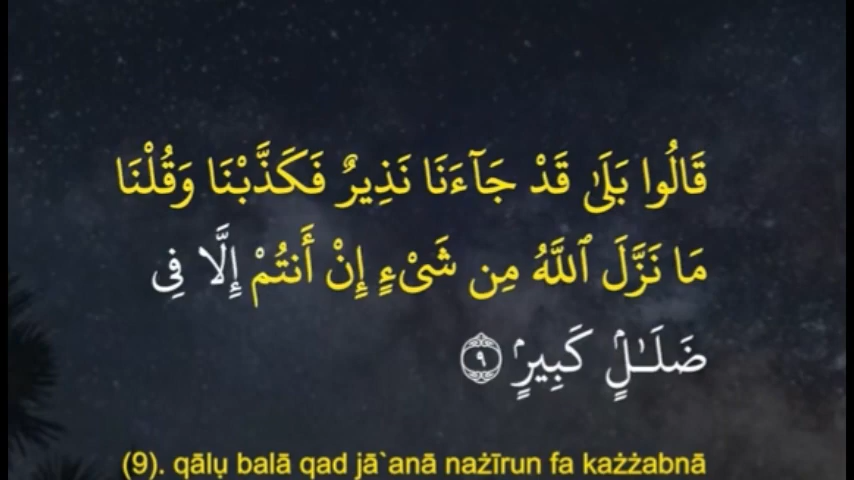 قَالُوا بَلَىٰ قَدْ جَآءَنَا نَذِيرٌ فَكَذَّبْنَا وَقُلْنَا
مَا نَزَّلَ ٱللَّهُ مِن شَىْءٍ إِنْ أَنتُمْ إِلَّا فِى
ضَلَـٰلٍۢ كَبِيرٍۢ ۝٩
(9). qālụ balā qad jā`anā nażīrun fa każżabnā